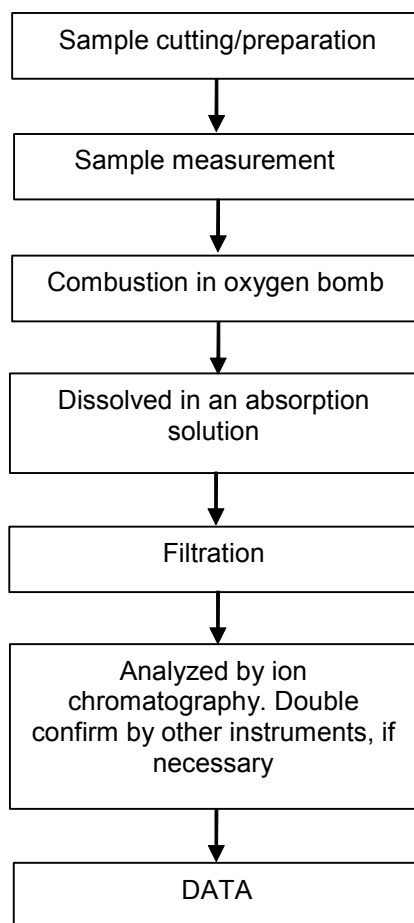 Sample cutting/preparation
Sample measurement
Combustion in oxygen bomb
Dissolved in an absorption
solution
Filtration
Analyzed by ion
chromatography. Double
confirm by other instruments, if
necessary
DATA